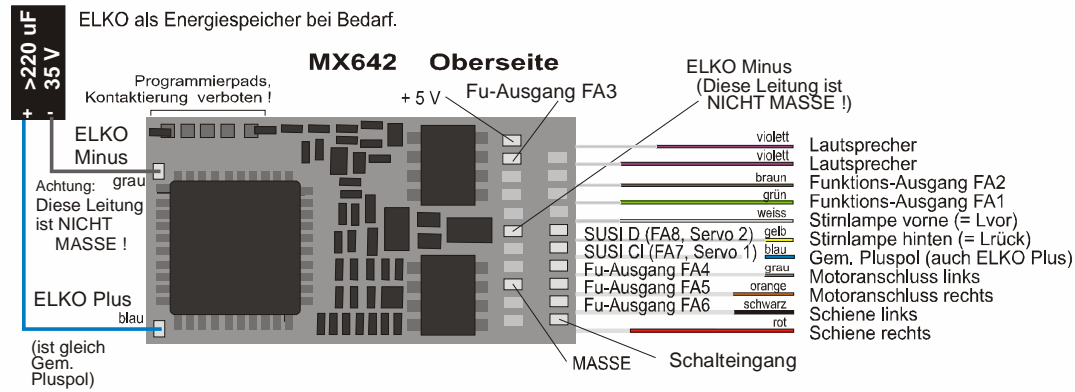 ELKO als Energiespeicher bei Bedarf.
>220 uF
35 V
+ -
MX642 Oberseite
Programmierpads,
Kontaktierung verboten !
+ 5 V
Fu-Ausgang FA3
ELKO Minus
(Diese Leitung ist
NICHT MASSE !)
ELKO
Minus
grau
Achtung:
Diese Leitung
ist NICHT
MASSE !
ELKO Plus
blau
(ist gleich
Gem.
Pluspol)
violett Lautsprecher
violett Lautsprecher
braun Funktions-Ausgang FA2
grün Funktions-Ausgang FA1
weiss Stirnlampe vorne (= Lvor)
SUSI D (FA8, Servo 2) gelb Stirnlampe hinten (= Lrück)
SUSI Cl (FA7, Servo 1) blau Gem. Pluspol (auch ELKO Plus)
Fu-Ausgang FA4 grau Motoranschluss links
Fu-Ausgang FA5 orange Motoranschluss rechts
Fu-Ausgang FA6 schwarz Schiene links
rot Schiene rechts
MASSE
Schalteingang